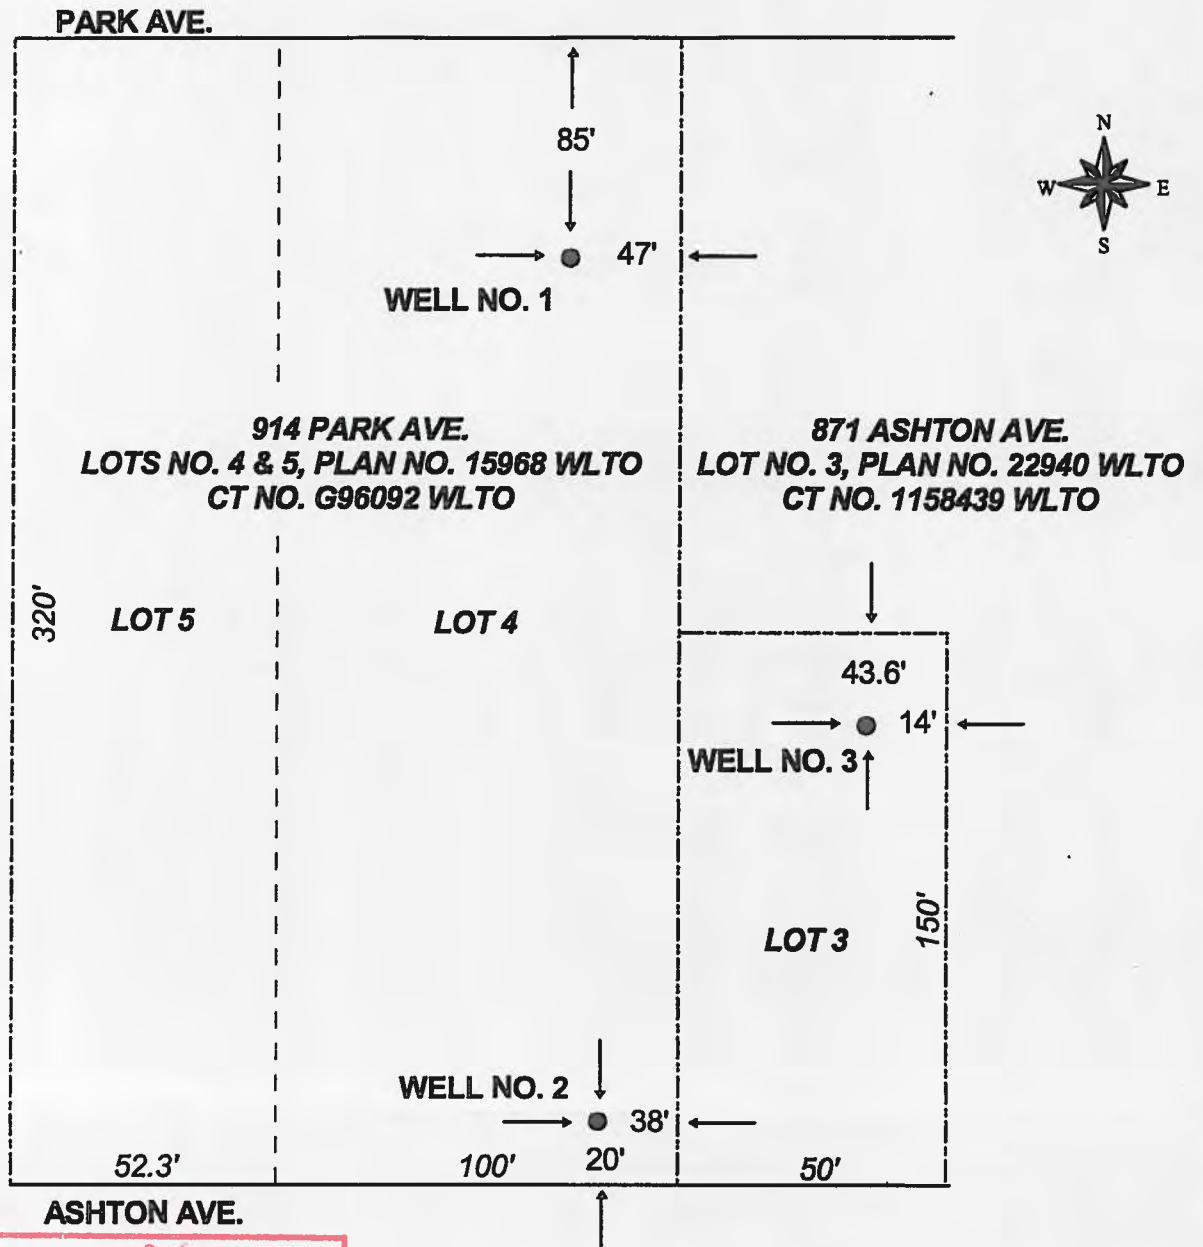 PARK AVE.
85'
N
W E
S
47'
WELL NO. 1
914 PARK AVE.
LOTS NO. 4 & 5, PLAN NO. 15968 WLTO
CT NO. G96092 WLTO
871 ASHTON AVE.
LOT NO. 3, PLAN NO. 22940 WLTO
CT NO. 1158439 WLTO
320'
LOT 5
LOT 4
43.6'
14'
WELL NO. 3
150'
LOT 3
WELL NO. 2
38'
52.3'
100'
20'
50'
ASHTON AVE.